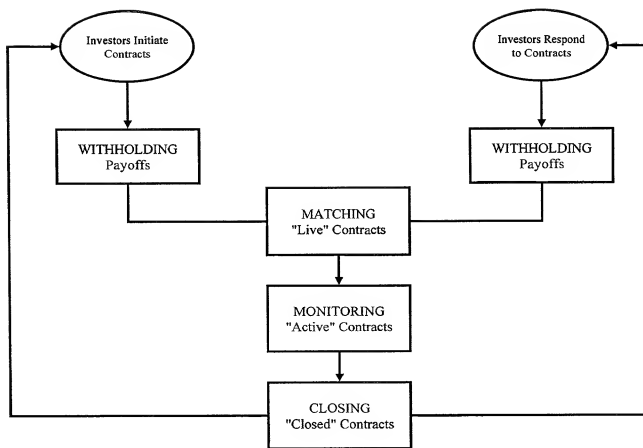 Investors Initiate
Contracts
Investors Respond
to Contracts
WITHHOLDING
Payoffs
WITHHOLDING
Payoffs
MATCHING
"Live" Contracts
MONITORING
"Active" Contracts
CLOSING
"Closed" Contracts